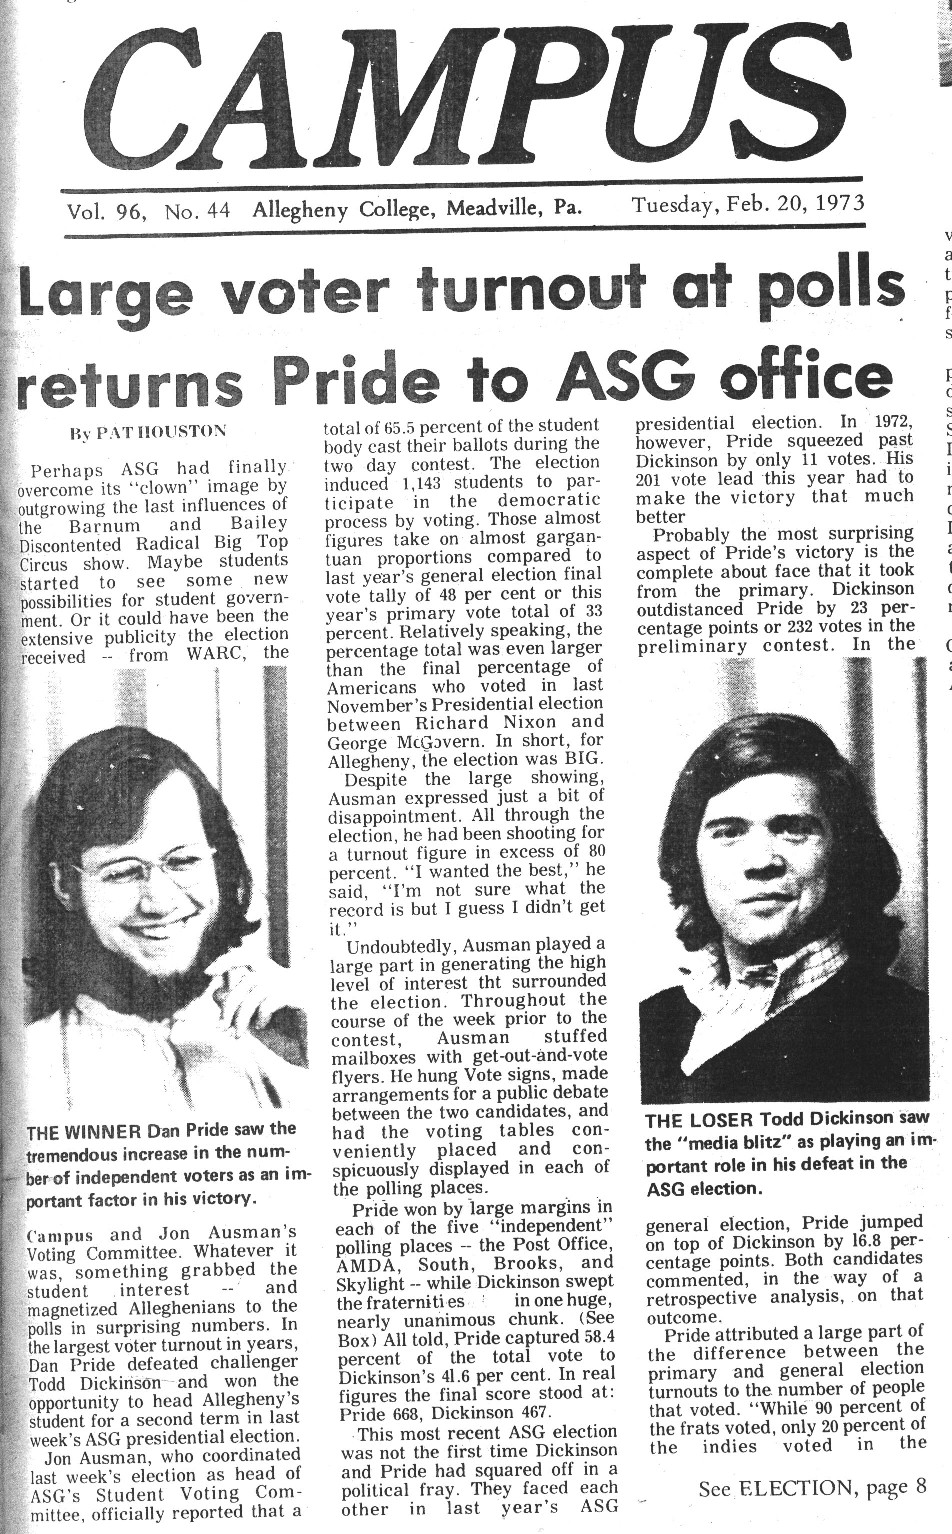 CAMPUS
Vol. 96, No. 44 Allegheny College, Meadville, Pa. Tuesday, Feb. 20, 1973
Large voter turnout at polls
returns Pride to ASG office
By PAT HOUSTON
Perhaps ASG had finally
overcome its "clown" image by
outgrowing the last influences of
the Barnum and Bailey
Discontented Radical Big Top
Circus show. Maybe students
started to see some new
possibilities for student govern-
ment. Or it could have been the
extensive publicity the election
received -- from WARC, the
THE WINNER Dan Pride saw the
tremendous increase in the num-
ber of independent voters as an im-
portant factor in his victory.
Campus and Jon Ausman's
Voting Committee. Whatever it
was, something grabbed the
student interest -- and
magnetized Alleghenians to the
polls in surprising numbers. In
the largest voter turnout in years,
Dan Pride defeated challenger
Todd Dickinson and won the
opportunity to head Allegheny's
student for a second term in last
week's ASG presidential election.
Jon Ausman, who coordinated
last week's election as head of
ASG's Student Voting Com-
mittee, officially reported that a
total of 65.5 percent of the student
body cast their ballots during the
two day contest. The election
induced 1,143 students to par-
ticipate in the democratic
process by voting. Those almost
figures take on almost gargan-
tuan proportions compared to
last year's general election final
vote tally of 48 per cent or this
year's primary vote total of 33
percent. Relatively speaking, the
percentage total was even larger
than the final percentage of
Americans who voted in last
November's Presidential election
between Richard Nixon and
George McGovern. In short, for
Allegheny, the election was BIG.
Despite the large showing,
Ausman expressed just a bit of
disappointment. All through the
election, he had been shooting for
a turnout figure in excess of 80
percent. "I wanted the best," he
said, "I'm not sure what the
record is but I guess I didn't get
it."
Undoubtedly, Ausman played a
large part in generating the high
level of interest tht surrounded
the election. Throughout the
course of the week prior to the
contest, Ausman stuffed
mailboxes with get-out-and-vote
flyers. He hung Vote signs, made
arrangements for a public debate
between the two candidates, and
had the voting tables con-
veniently placed and con-
spicuously displayed in each of
the polling places.
Pride won by large margins in
each of the five "independent"
polling places -- the Post Office,
AMDA, South, Brooks, and
Skylight -- while Dickinson swept
the fraternities in one huge,
nearly unanimous chunk. (See
Box) All told, Pride captured 58.4
percent of the total vote to
Dickinson's 41.6 per cent. In real
figures the final score stood at:
Pride 668, Dickinson 467.
This most recent ASG election
was not the first time Dickinson
and Pride had squared off in a
political fray. They faced each
other in last year's ASG
presidential election. In 1972,
however, Pride squeezed past
Dickinson by only 11 votes. His
201 vote lead this year had to
make the victory that much
better
Probably the most surprising
aspect of Pride's victory is the
complete about face that it took
from the primary. Dickinson
outdistanced Pride by 23 per-
centage points or 232 votes in the
preliminary contest. In the
THE LOSER Todd Dickinson saw
the "media blitz" as playing an im-
portant role in his defeat in the
ASG election.
general election, Pride jumped
on top of Dickinson by 16.8 per-
centage points. Both candidates
commented, in the way of a
retrospective analysis, on that
outcome.
Pride attributed a large part of
the difference between the
primary and general election
turnouts to the number of people
that voted. "While 90 percent of
the frats voted, only 20 percent of
the indies voted in the
See ELECTION, page 8